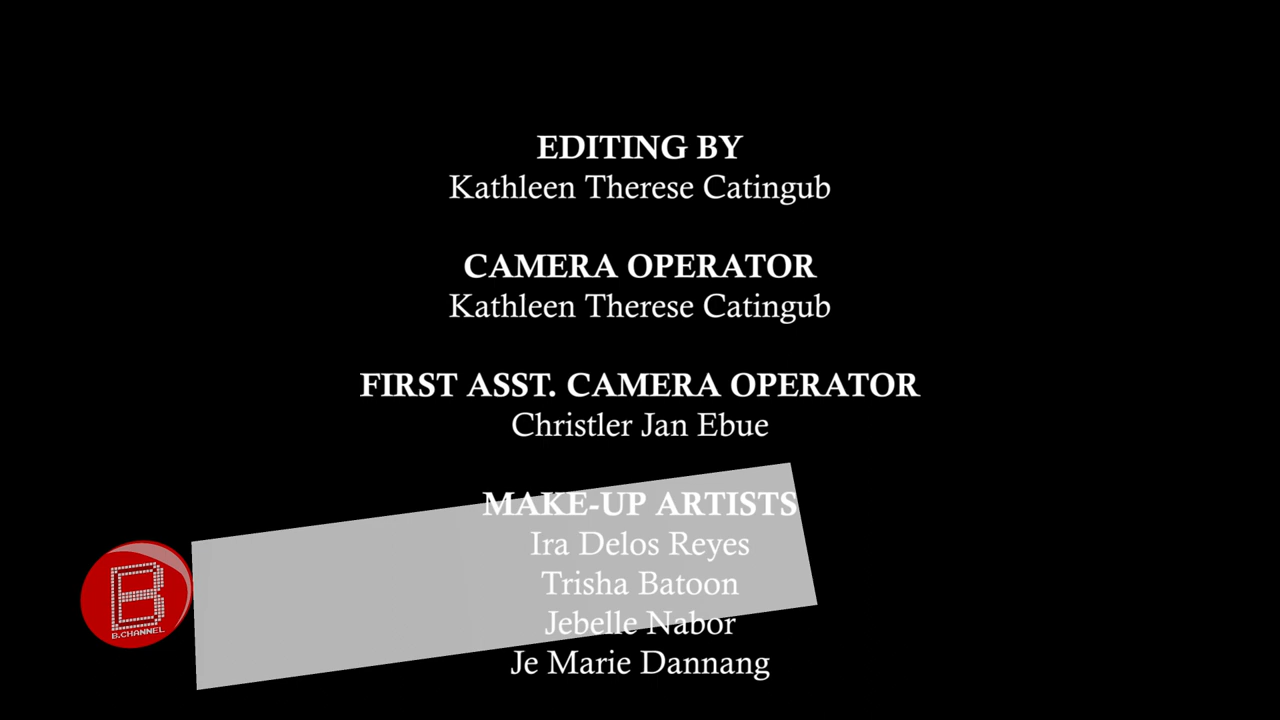 EDITING BY
Kathleen Therese Catingub
CAMERA OPERATOR
Kathleen Therese Catingub
FIRST ASST. CAMERA OPERATOR
Christler Jan Ebue
MAKE-UP ARTISTS
Ira Delos Reyes
Trisha Batoon
Jebelle Nabor
Je Marie Dannang
B
B.CHANNEL